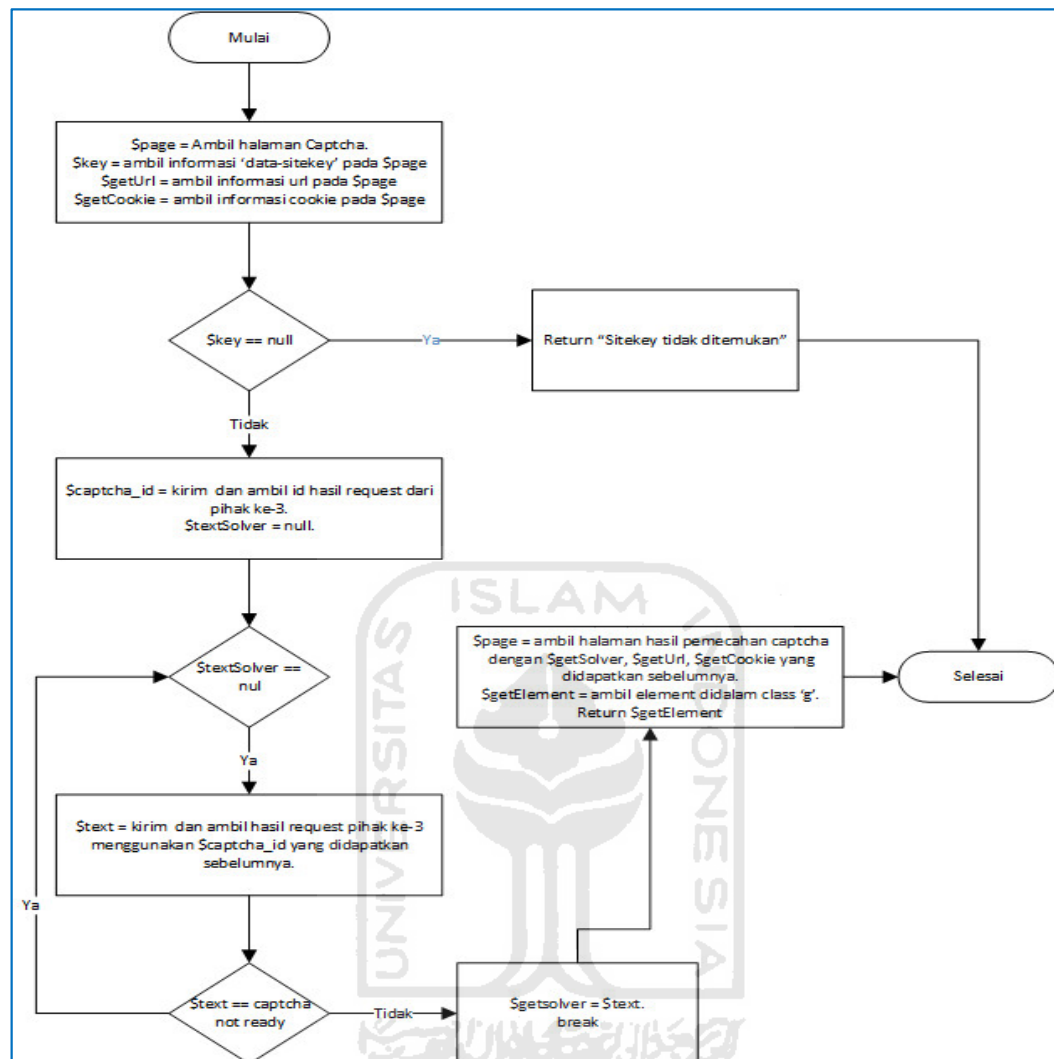 Mulai
$page = Ambil halaman Captcha.
$key = ambil informasi ‘data-sitekey’ pada $page
$getUrl = ambil informasi url pada $page
$getCookie = ambil informasi cookie pada $page
$key == null
Ya
Return “Sitekey tidak ditemukan”
Tidak
$captcha_id = kirim dan ambil id hasil request dari
pihak ke-3.
$textSolver = null.
$textSolver ==
nul
Ya
$text = kirim dan ambil hasil request pihak ke-3
menggunakan $captcha_id yang didapatkan
sebelumnya.
Ya
$text == captcha
not ready
Tidak
$getsolver = $text.
break
$page = ambil halaman hasil pemecahan captcha
dengan $getSolver, $getUrl, $getCookie yang
didapatkan sebelumnya.
$getElement = ambil element didalam class ‘g’.
Return $getElement
Selesai
UNIVERSITAS
ISLAM
INDONESIA